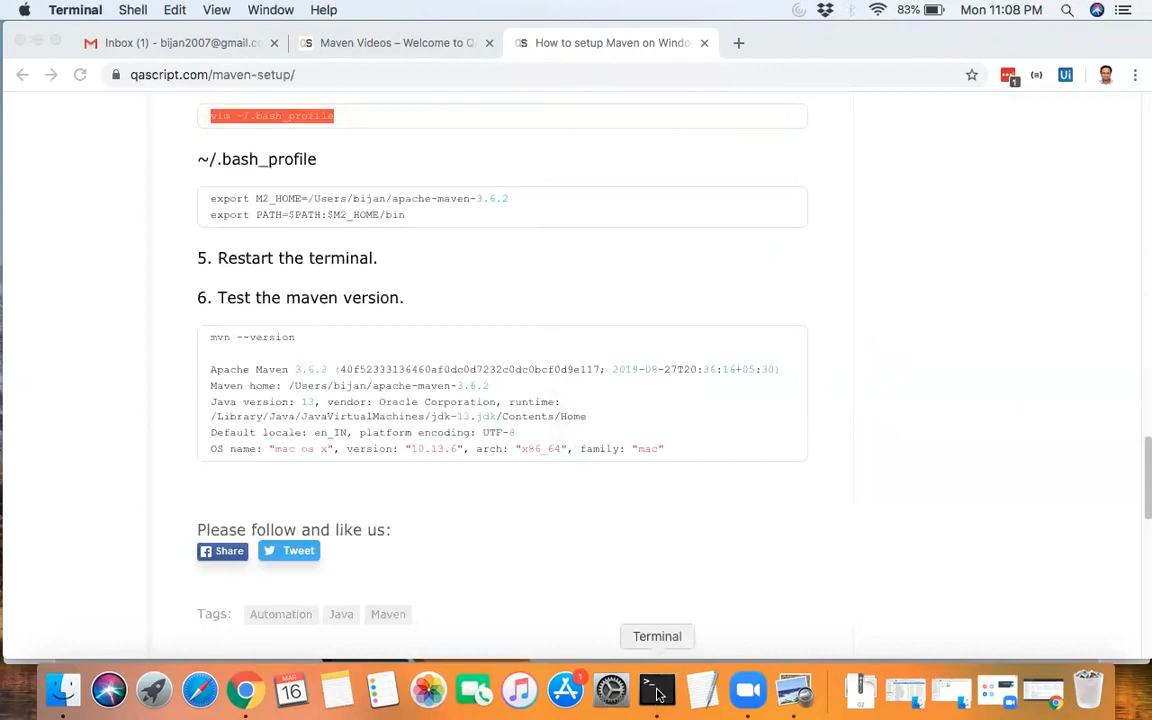 Terminal Shell Edit View Window Help 83% Mon 11:08 PM
Inbox (1) - bijan2007@gmail.co Maven Videos – Welcome to Q How to setup Maven on Windo
qascript.com/maven-setup/ 1 Ui
vim ~/.bash_profile
~/.bash_profile
export M2_HOME=/Users/bijan/apache-maven-3.6.2
export PATH=$PATH:$M2_HOME/bin
5. Restart the terminal.
6. Test the maven version.
mvn --version
Apache Maven 3.6.2 (40f52333136460af0dc0d7232c0dc0bcf0d9e117; 2019-08-27T20:36:16+05:30)
Maven home: /Users/bijan/apache-maven-3.6.2
Java version: 13, vendor: Oracle Corporation, runtime:
/Library/Java/JavaVirtualMachines/jdk-13.jdk/Contents/Home
Default locale: en_IN, platform encoding: UTF-8
OS name: "mac os x", version: "10.13.6", arch: "x86_64", family: "mac"
Please follow and like us:
Share Tweet
Tags: Automation Java Maven
Terminal
MAR
16
1